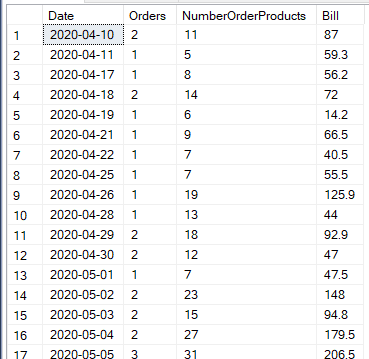 Date Orders NumberOrderProducts Bill
1 2020-04-10 2 11 87
2 2020-04-11 1 5 59.3
3 2020-04-17 1 8 56.2
4 2020-04-18 2 14 72
5 2020-04-19 1 6 14.2
6 2020-04-21 1 9 66.5
7 2020-04-22 1 7 40.5
8 2020-04-25 1 7 55.5
9 2020-04-26 1 19 125.9
10 2020-04-28 1 13 44
11 2020-04-29 2 18 92.9
12 2020-04-30 2 12 47
13 2020-05-01 1 7 47.5
14 2020-05-02 2 23 148
15 2020-05-03 2 15 94.8
16 2020-05-04 2 27 179.5
17 2020-05-05 3 31 206.5